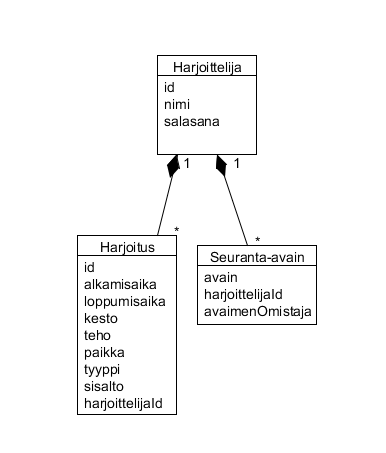 Harjoittelija
id
nimi
salasana
1
1
*
*
Harjoitus
id
alkamisaika
loppumisaika
kesto
teho
paikka
tyyppi
sisalto
harjoittelijaId
Seuranta-avain
avain
harjoittelijaId
avaimenOmistaja